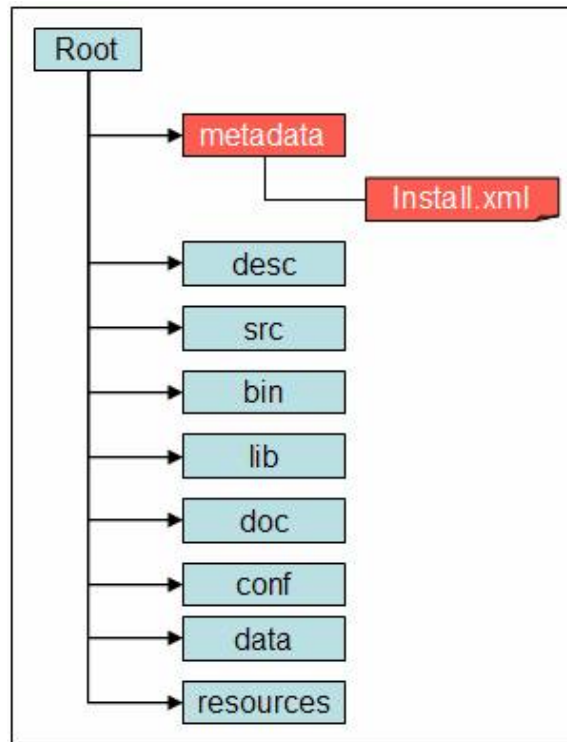 Root
metadata
Install.xml
desc
src
bin
lib
doc
conf
data
resources